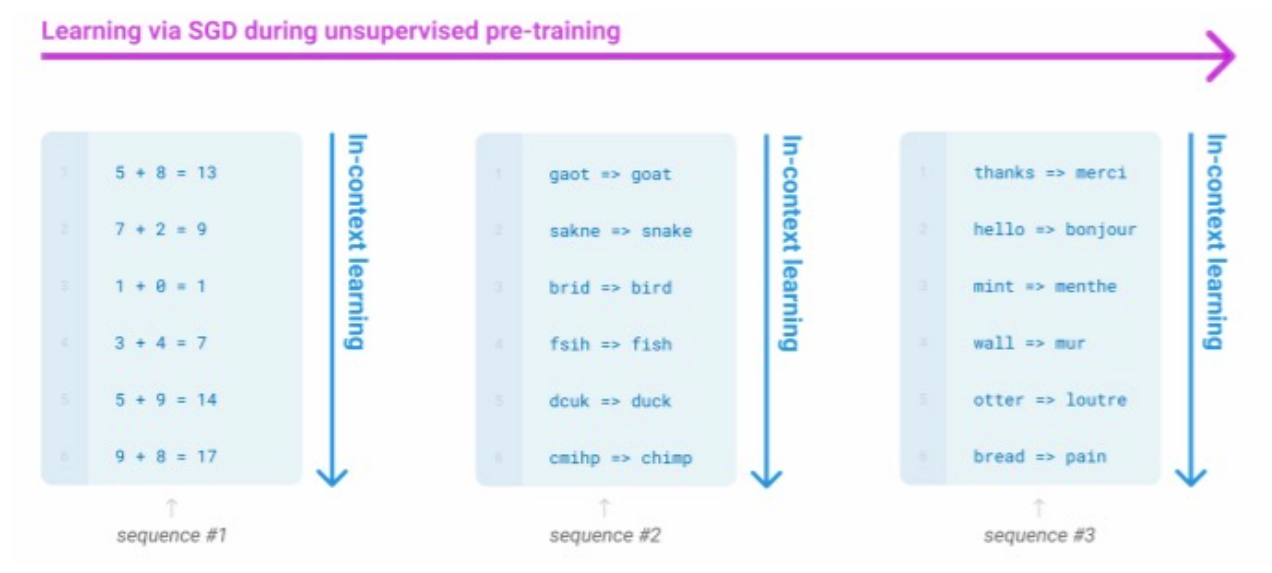 Learning via SGD during unsupervised pre-training
1 5 + 8 = 13
2 7 + 2 = 9
3 1 + 0 = 1
4 3 + 4 = 7
5 5 + 9 = 14
6 9 + 8 = 17
In-context learning
sequence #1
1 gaot => goat
2 sakne => snake
3 brid => bird
4 fsih => fish
5 dcuk => duck
6 cmihp => chimp
In-context learning
sequence #2
1 thanks => merci
2 hello => bonjour
3 mint => menthe
4 wall => mur
5 otter => loutre
6 bread => pain
In-context learning
sequence #3